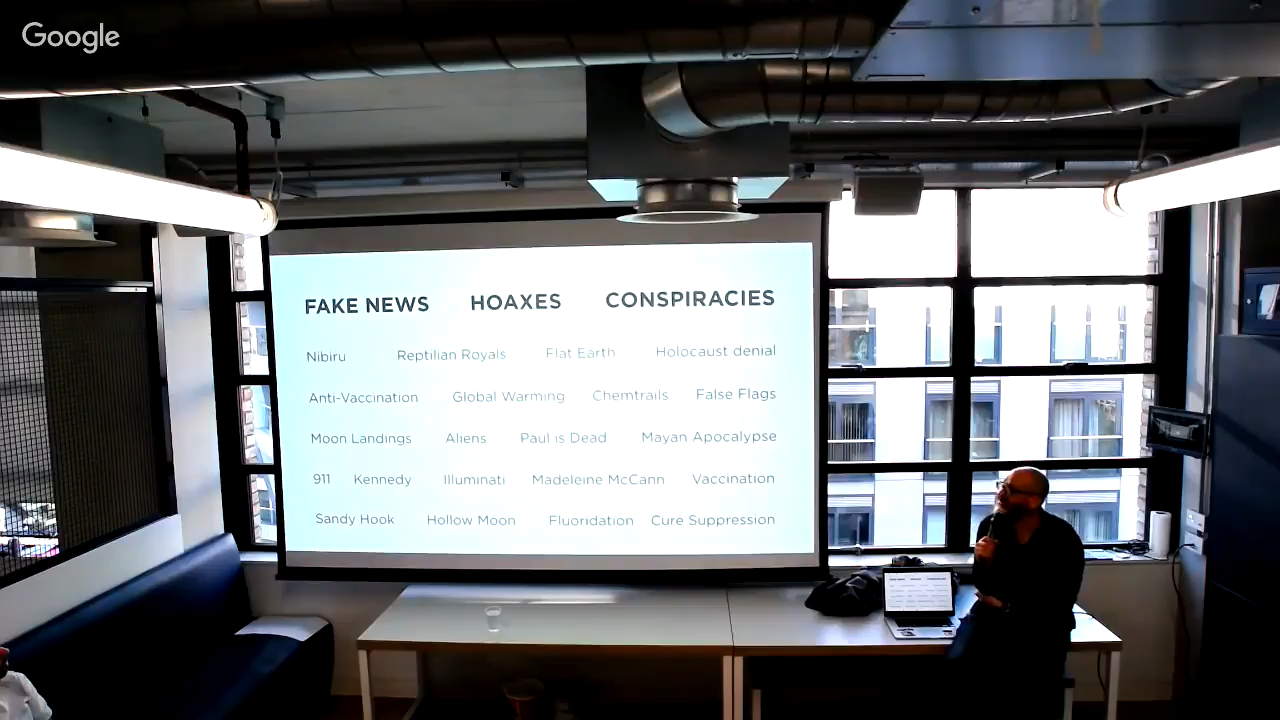 Google
FAKE NEWS HOAXES CONSPIRACIES
Nibiru Reptilian Royals Flat Earth Holocaust denial
Anti-Vaccination Global Warming Chemtrails False Flags
Moon Landings Aliens Paul is Dead Mayan Apocalypse
911 Kennedy Illuminati Madeleine McCann Vaccination
Sandy Hook Hollow Moon Fluoridation Cure Suppression